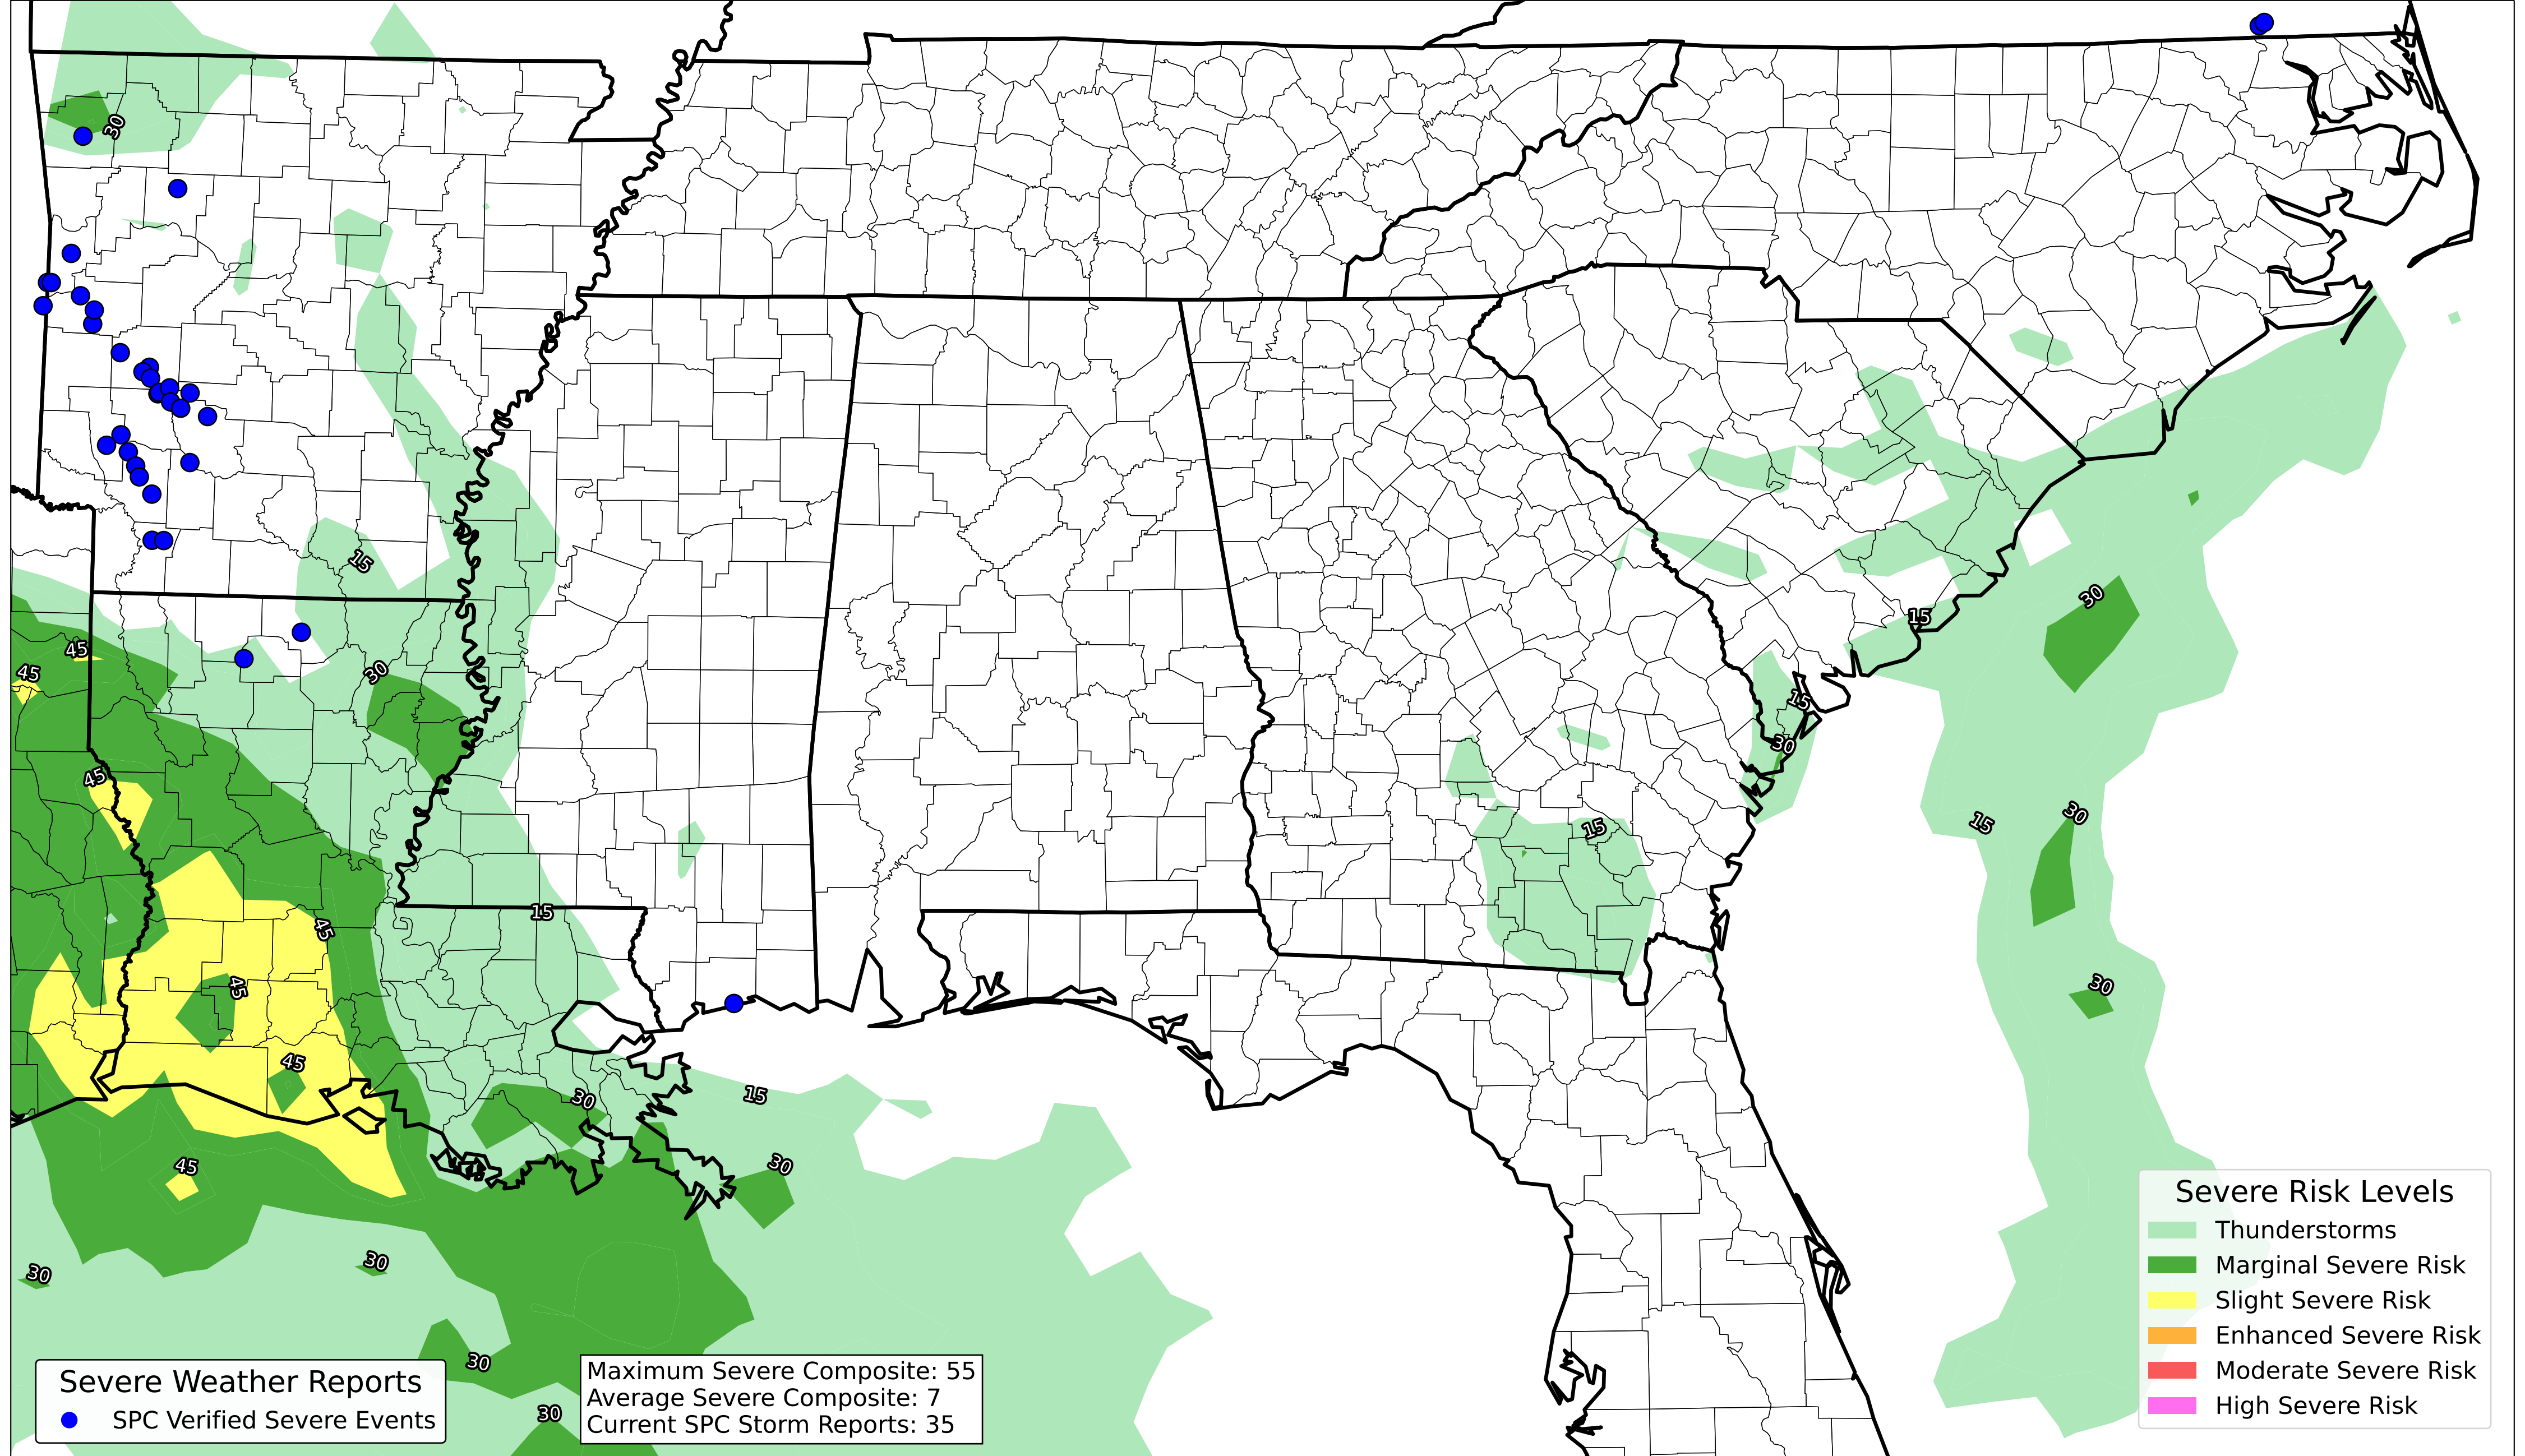 30
15
30
15
45
45
30
15
15
30
45
30
15
15
30
15
45
45
30
45
30
15
30
45
30
30
30
30
Severe Risk Levels
Thunderstorms
Marginal Severe Risk
Slight Severe Risk
Enhanced Severe Risk
Moderate Severe Risk
High Severe Risk
Severe Weather Reports
SPC Verified Severe Events
Maximum Severe Composite: 55
Average Severe Composite: 7
Current SPC Storm Reports: 35